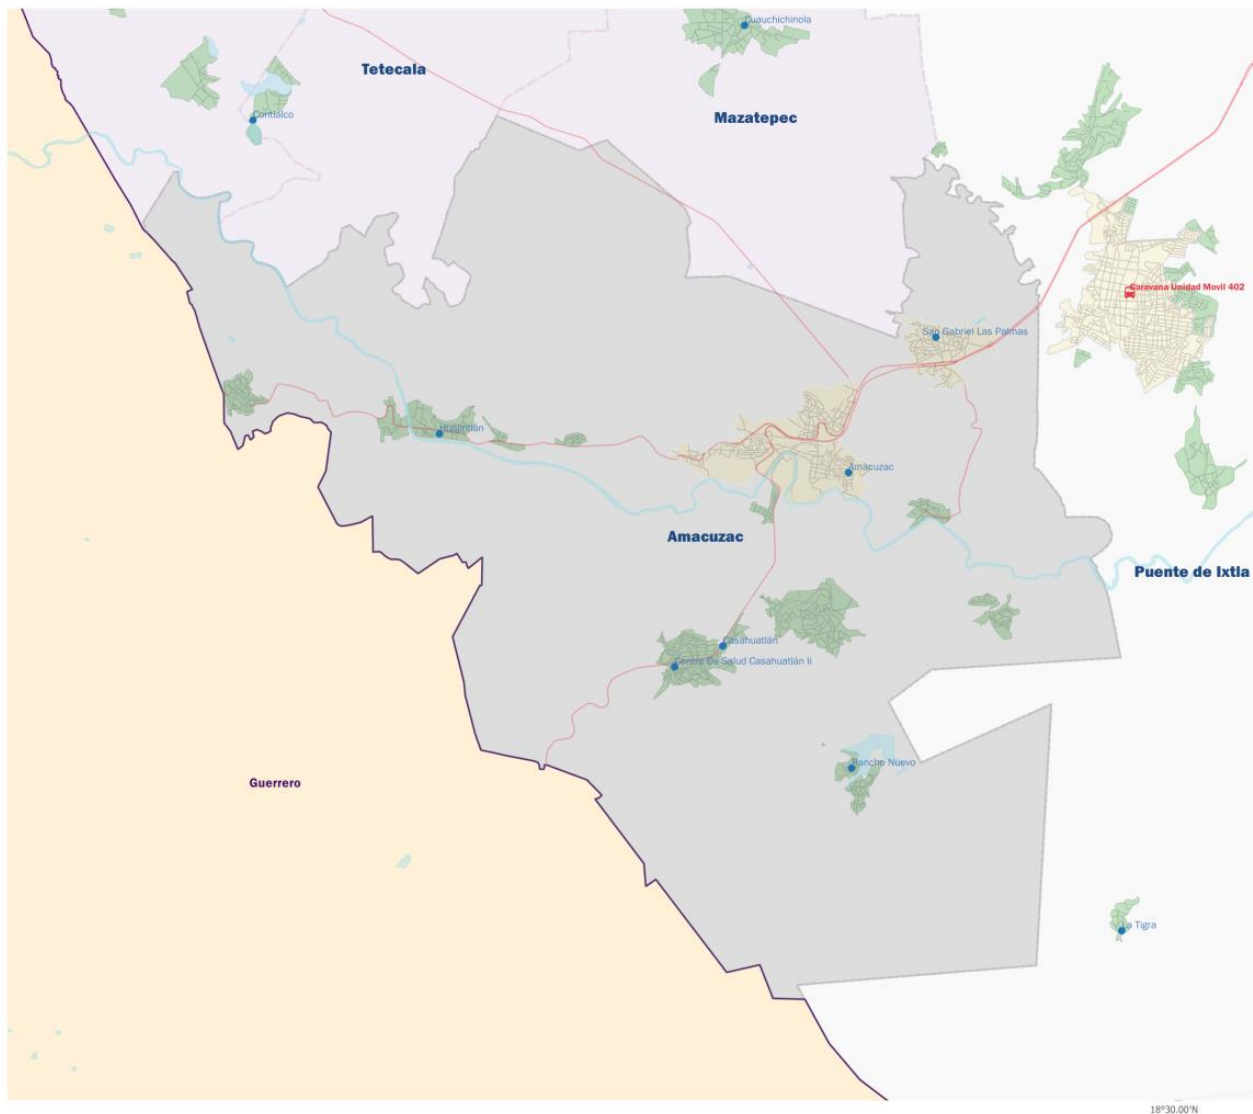 Cuauchichinola
Tetecala
Contlalco
Mazatepec
Caravana Unidad Movil 402
San Gabriel Las Palmas
Huajintlán
Amacuzac
Amacuzac
Puente de Ixtla
Casahuatlán
Centro De Salud Casahuatlán Ii
Rancho Nuevo
Guerrero
La Tigra
18°30.00'N